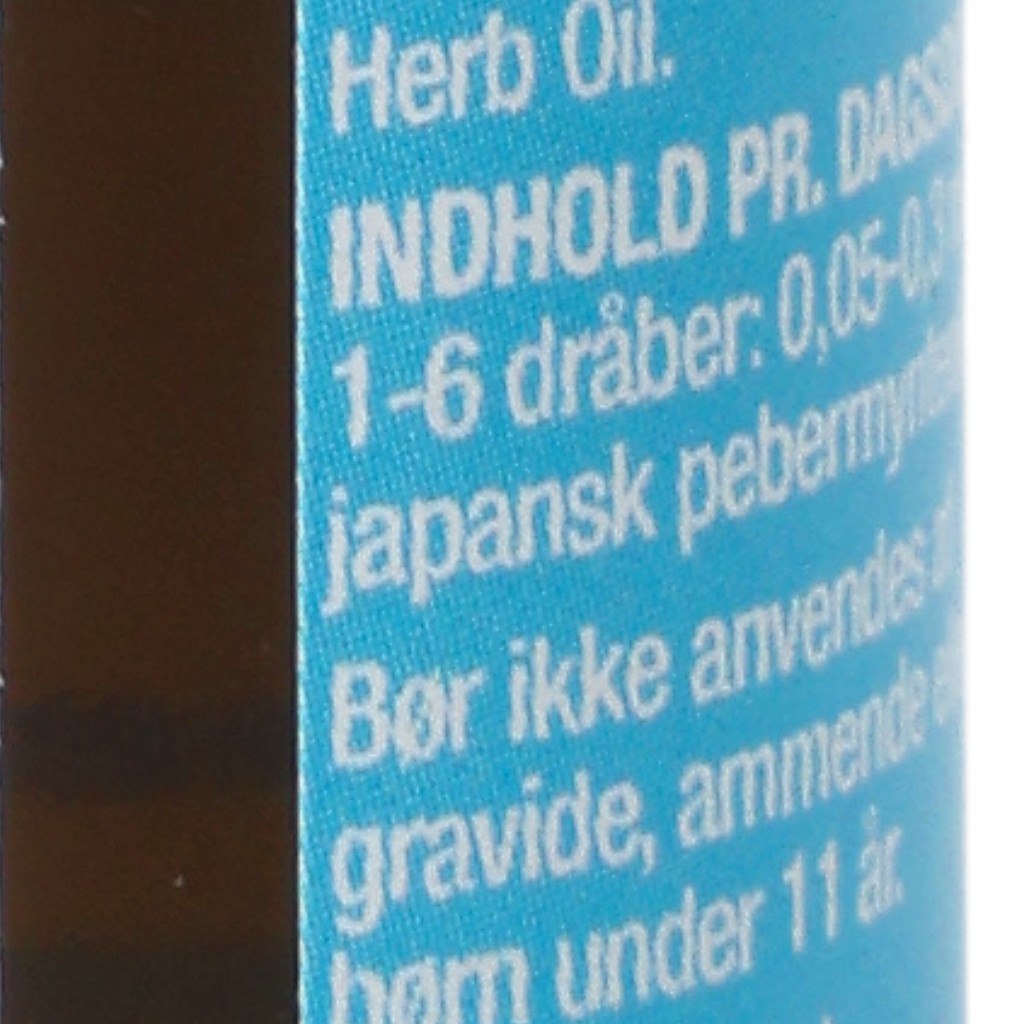 Herb Oil.
INDHOLD PR.
1-6 dråber:
japansk
Bør ikke anvendes
gravide, ammende
børn under 11 år.